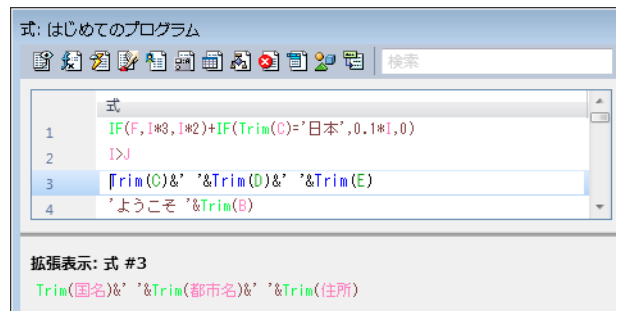 式: はじめてのプログラム
検索
式
1 IF(F,I*3,I*2)+IF(Trim(C)='日本',0.1*I,0)
2 I>J
3 Trim(C)&' '&Trim(D)&' '&Trim(E)
4 'ようこそ '&Trim(B)
拡張表示: 式 #3
Trim(国名)&' '&Trim(都市名)&' '&Trim(住所)